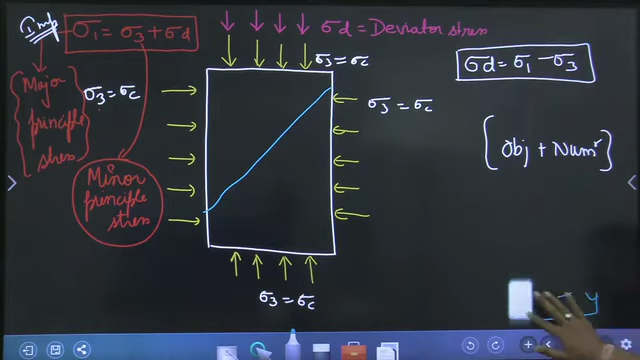 Imp
σ1 = σ3 + σd
σd = Deviator stress
σ3 = σc
σd = σ1 - σ3
Major
principle
stress
σ3 = σc
σ3 = σc
[Obj + Num]
Minor
principle
stress
σ3 = σc